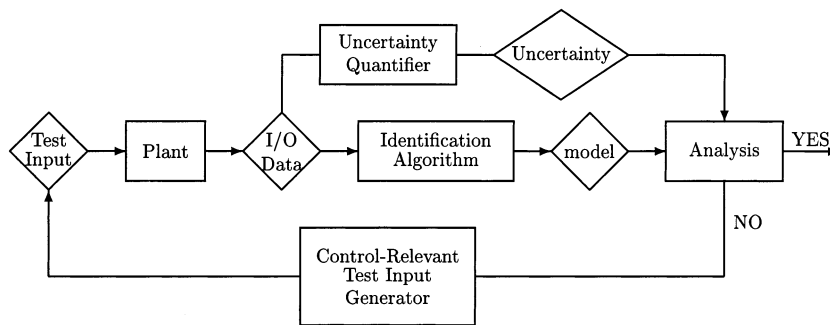 Uncertainty
Quantifier
Uncertainty
Test
Input
Plant
I/O
Data
Identification
Algorithm
model
Analysis
YES
NO
Control-Relevant
Test Input
Generator